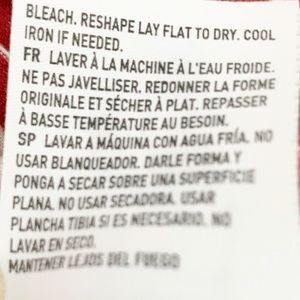 BLEACH. RESHAPE LAY FLAT TO DRY. COOL
IRON IF NEEDED.
FR LAVER À LA MACHINE À L'EAU FROIDE.
NE PAS JAVELLISER. REDONNER LA FORME
ORIGINALE ET SÉCHER À PLAT. REPASSER
À BASSE TEMPÉRATURE AU BESOIN.
SP LAVAR A MÁQUINA CON AGUA FRÍA. NO
USAR BLANQUEADOR. DARLE FORMA Y
PONGA A SECAR SOBRE UNA SUPERFICIE
PLANA. NO USAR SECADORA. USAR
PLANCHA TIBIA SI ES NECESARIO. NO
LAVAR EN SECO.
MANTENER LEJOS DEL FUEGO